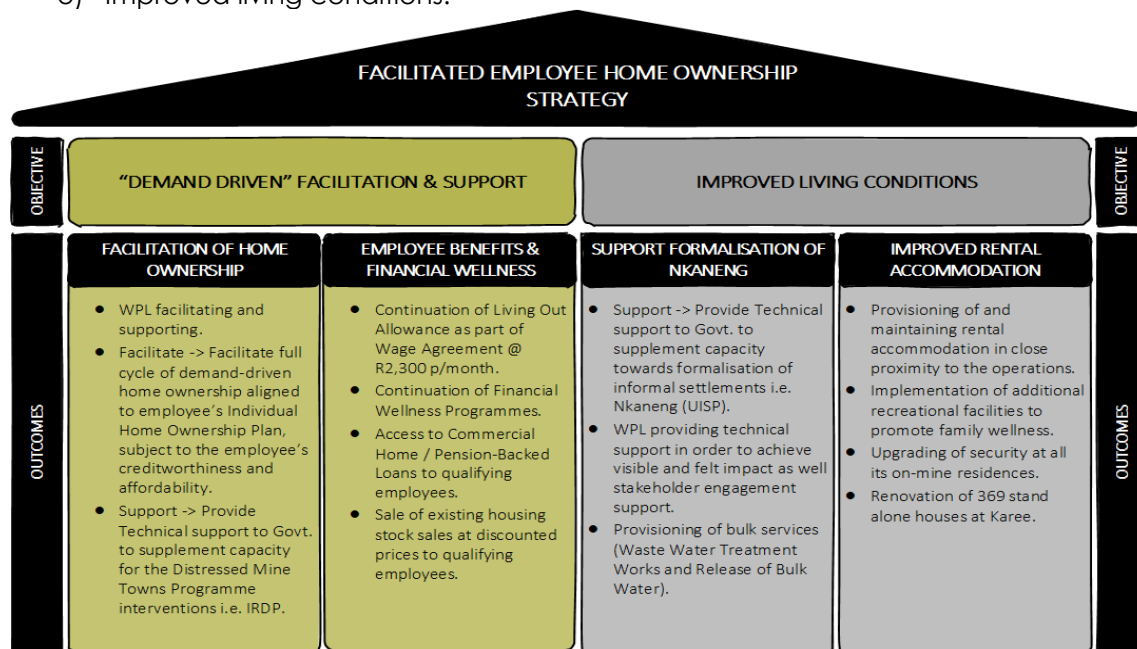 Improved living conditions.
FACILITATED EMPLOYEE HOME OWNERSHIP
STRATEGY
OBJECTIVE
"DEMAND DRIVEN" FACILITATION & SUPPORT
IMPROVED LIVING CONDITIONS
OBJECTIVE
OUTCOMES
FACILITATION OF HOME
OWNERSHIP
● WPL facilitating and
supporting.
● Facilitate -> Facilitate full
cycle of demand-driven
home ownership aligned
to employee's Individual
Home Ownership Plan,
subject to the employee's
creditworthiness and
affordability.
● Support -> Provide
Technical support to Govt.
to supplement capacity
for the Distressed Mine
Towns Programme
interventions i.e. IRDP.
EMPLOYEE BENEFITS &
FINANCIAL WELLNESS
● Continuation of Living Out
Allowance as part of
Wage Agreement @
R2,300 p/month.
● Continuation of Financial
Wellness Programmes.
● Access to Commercial
Home / Pension-Backed
Loans to qualifying
employees.
● Sale of existing housing
stock sales at discounted
prices to qualifying
employees.
SUPPORT FORMALISATION OF
NKANENG
● Support -> Provide Technical
support to Govt. to
supplement capacity
towards formalisation of
informal settlements i.e.
Nkaneng (UISP).
● WPL providing technical
support in order to achieve
visible and felt impact as well
stakeholder engagement
support.
● Provisioning of bulk services
(Waste Water Treatment
Works and Release of Bulk
Water).
IMPROVED RENTAL
ACCOMMODATION
● Provisioning of and
maintaining rental
accommodation in close
proximity to the operations.
● Implementation of additional
recreational facilities to
promote family wellness.
● Upgrading of security at all
its on-mine residences.
● Renovation of 369 stand
alone houses at Karee.
OUTCOMES